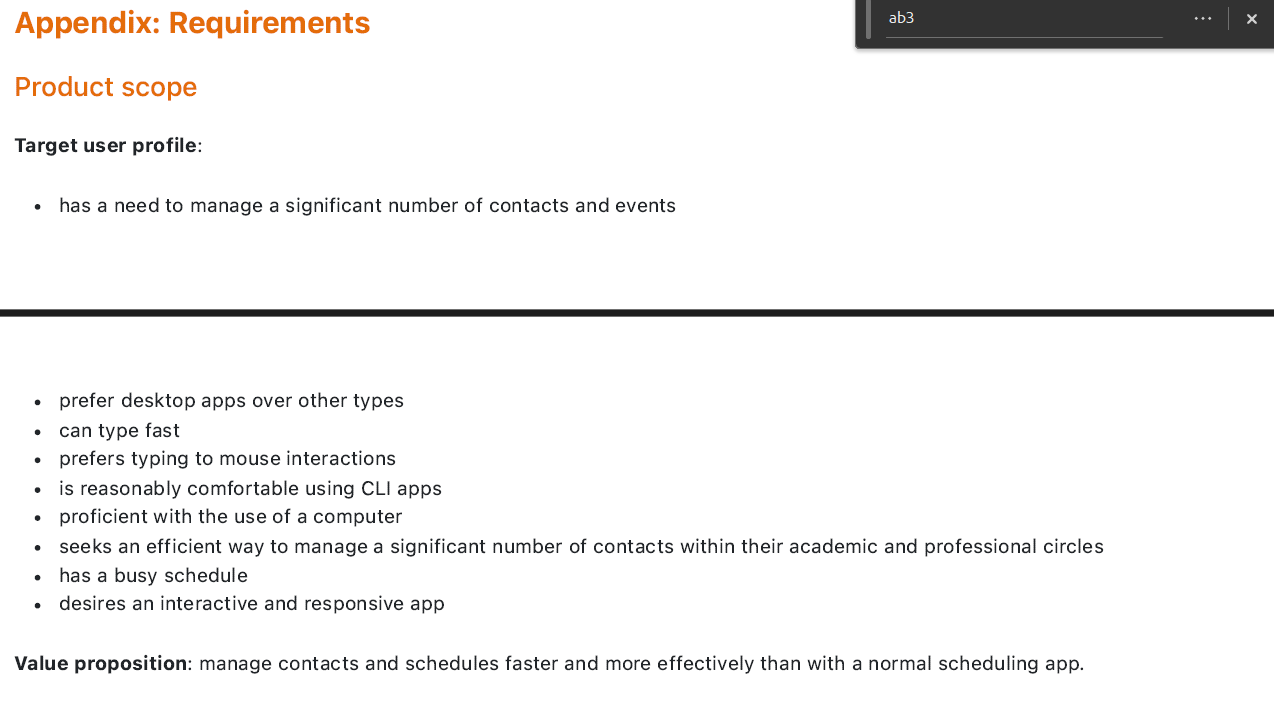 Appendix: Requirements
ab3
Product scope
Target user profile:
• has a need to manage a significant number of contacts and events
• prefer desktop apps over other types
• can type fast
• prefers typing to mouse interactions
• is reasonably comfortable using CLI apps
• proficient with the use of a computer
• seeks an efficient way to manage a significant number of contacts within their academic and professional circles
• has a busy schedule
• desires an interactive and responsive app
Value proposition: manage contacts and schedules faster and more effectively than with a normal scheduling app.